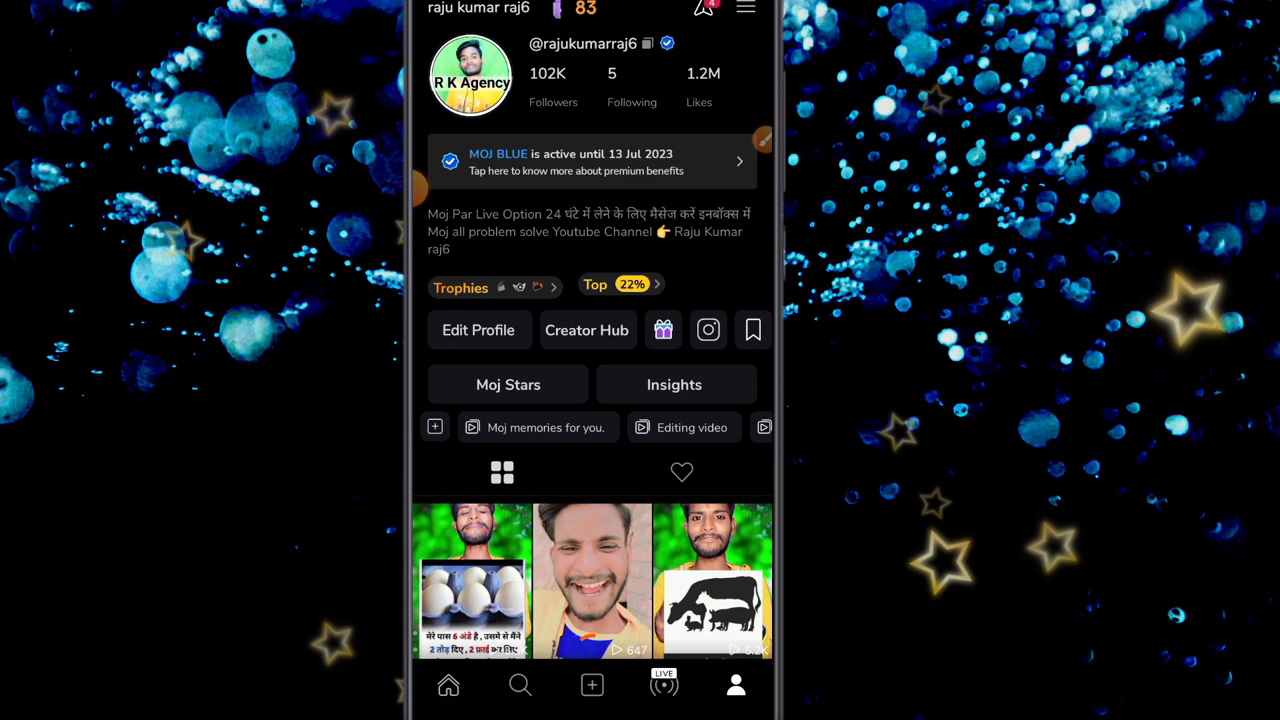 raju kumar raj6 83 4
@rajukumarraj6
R K Agency
102K 5 1.2M
Followers Following Likes
MOJ BLUE is active until 13 Jul 2023
Tap here to know more about premium benefits
Moj Par Live Option 24 घंटे में लेने के लिए मैसेज करें इनबॉक्स में
Moj all problem solve Youtube Channel 👉 Raju Kumar
raj6
Trophies Top 22%
Edit Profile Creator Hub
Moj Stars Insights
Moj memories for you. Editing video
मेरे पास 6 अंडे है , उसमे से मैंने
2 तोड़ दिए , 2 फ्राई कर लिए
647 5.2K
LIVE